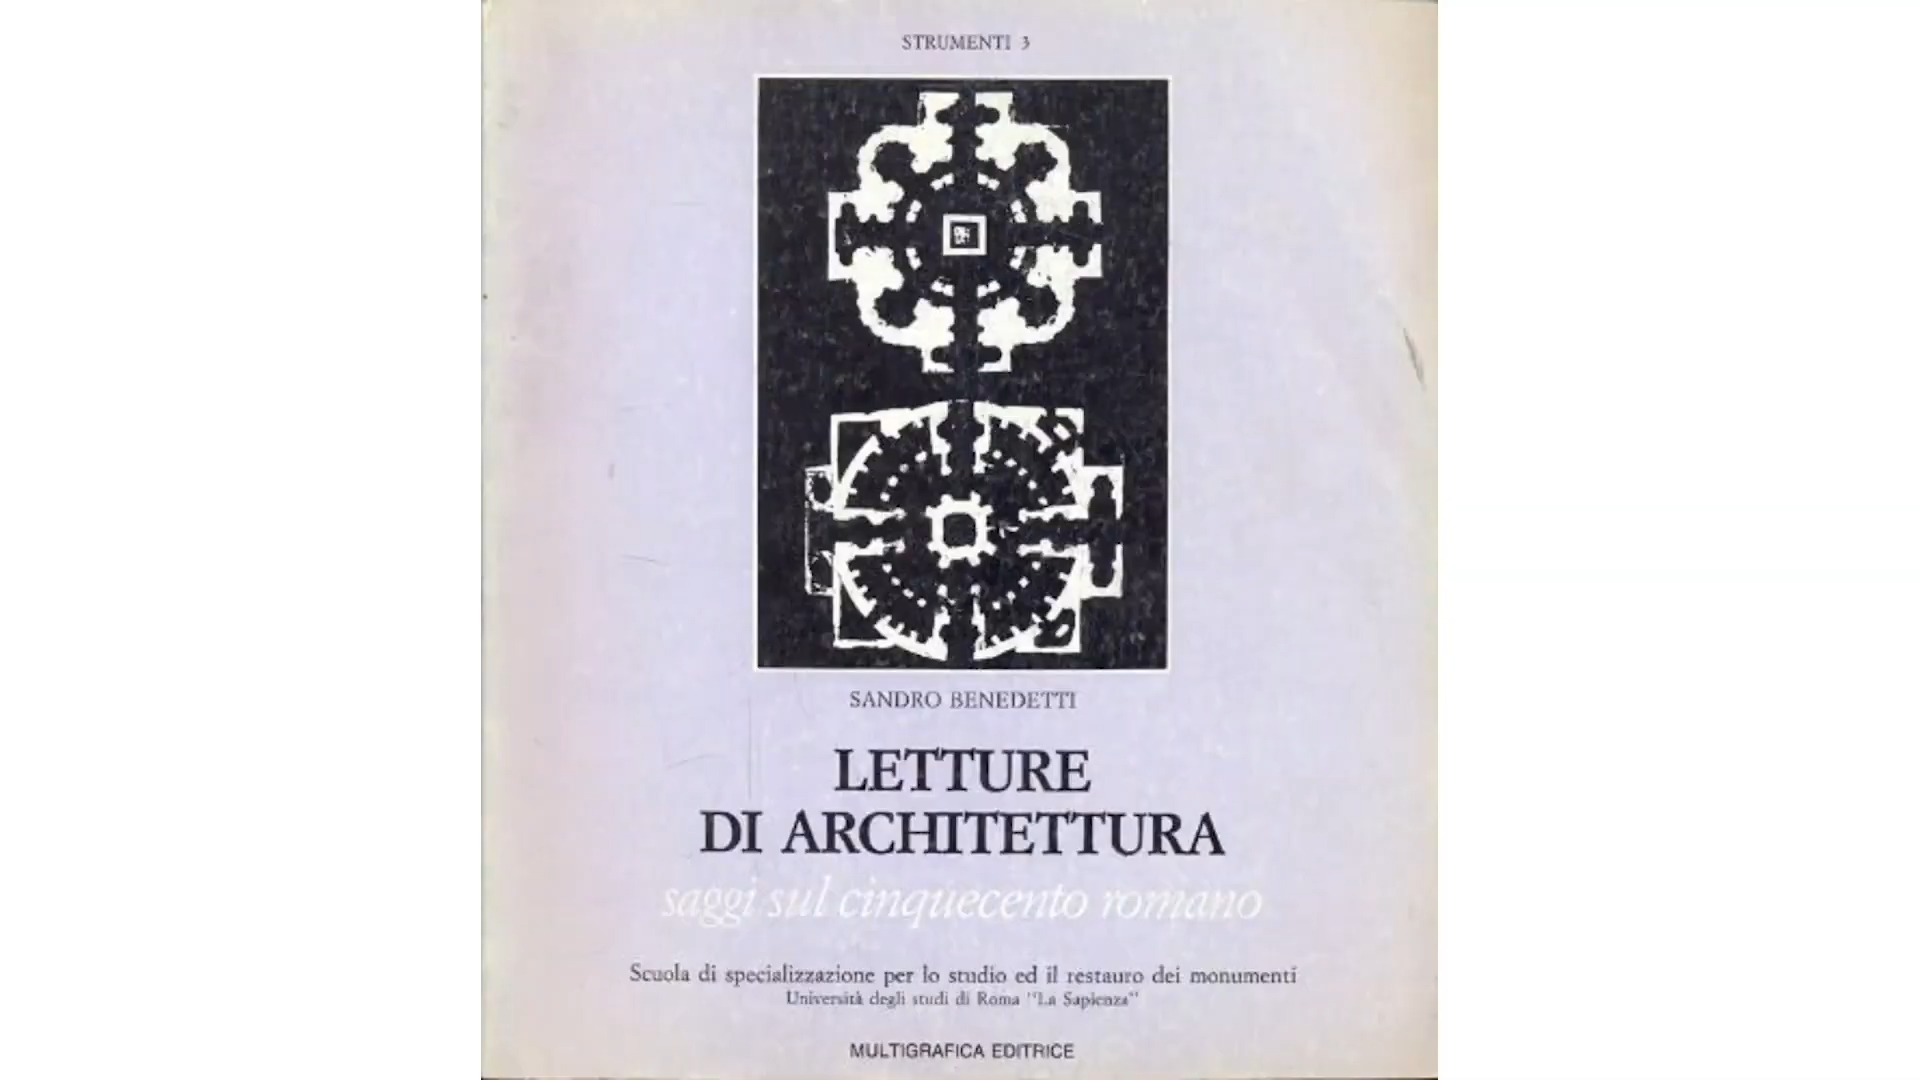 STRUMENTI 3
SANDRO BENEDETTI
LETTURE
DI ARCHITETTURA
saggi sul cinquecento romano
Scuola di specializzazione per lo studio ed il restauro dei monumenti
Università degli studi di Roma "La Sapienza"
MULTIGRAFICA EDITRICE